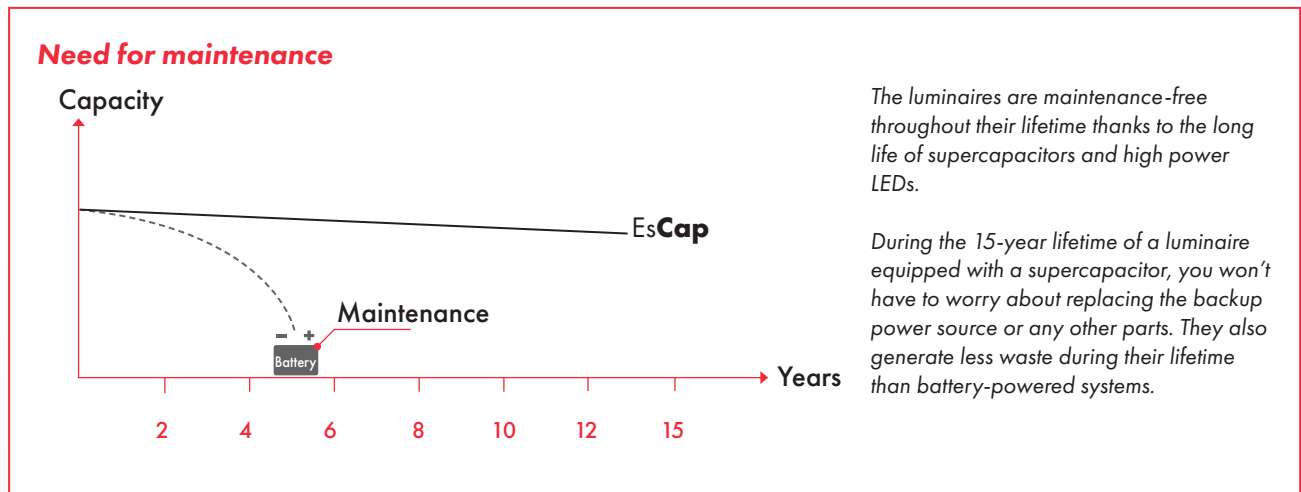 Need for maintenance
Capacity
The luminaires are maintenance-free
throughout their lifetime thanks to the long
life of supercapacitors and high power
LEDs.
During the 15-year lifetime of a luminaire
equipped with a supercapacitor, you won't
have to worry about replacing the backup
power source or any other parts. They also
generate less waste during their lifetime
than battery-powered systems.
EsCap
Maintenance
− +
Battery
Years
2 4 6 8 10 12 15